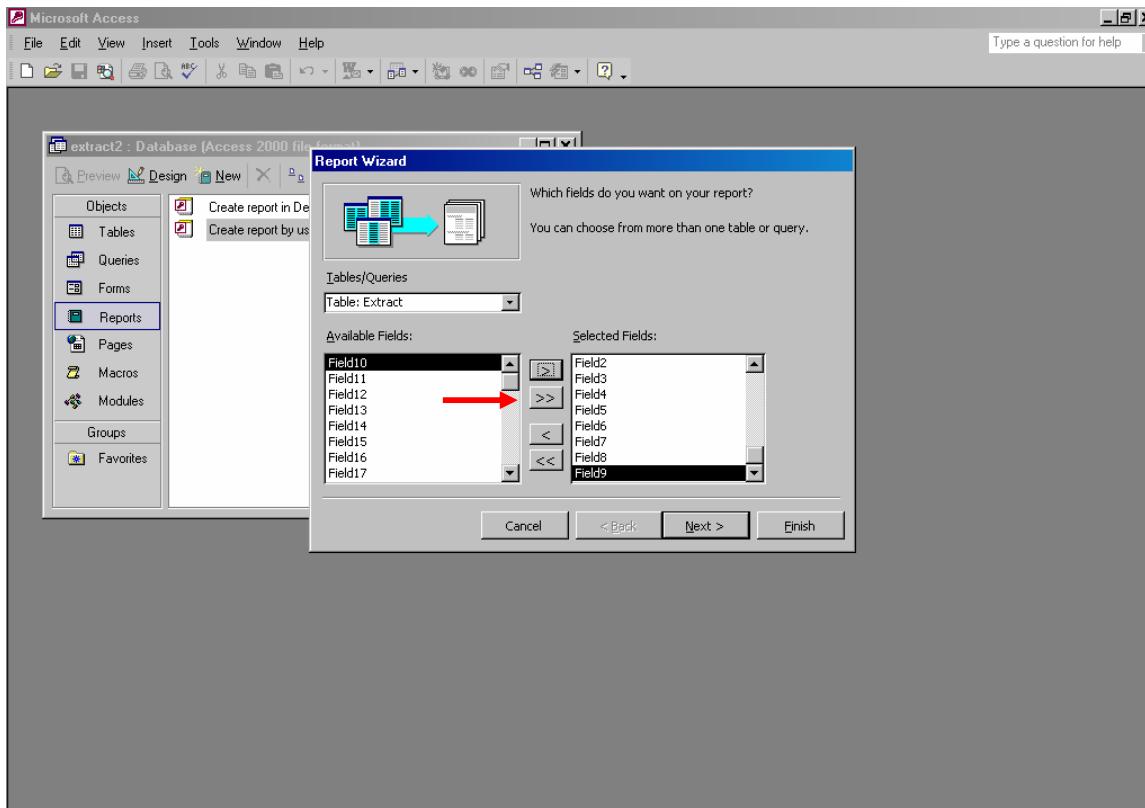 Microsoft Access
File Edit View Insert Tools Window Help
Type a question for help
extract2 : Database (Access 2000 file format)
Preview Design New
Objects
Tables
Queries
Forms
Reports
Pages
Macros
Modules
Groups
Favorites
Create report in De
Create report by us
Report Wizard
Which fields do you want on your report?
You can choose from more than one table or query.
Tables/Queries
Table: Extract
Available Fields:
Field10
Field11
Field12
Field13
Field14
Field15
Field16
Field17
>
>>
<
<<
Selected Fields:
Field2
Field3
Field4
Field5
Field6
Field7
Field8
Field9
Cancel
< Back
Next >
Finish